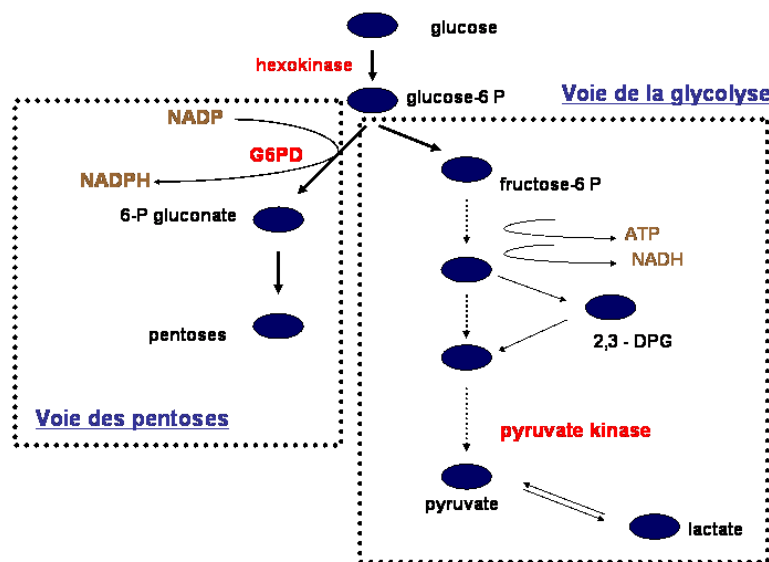 glucose
hexokinase
glucose-6 P
Voie de la glycolyse
NADP
G6PD
NADPH
fructose-6 P
6-P gluconate
ATP
NADH
pentoses
2,3 - DPG
Voie des pentoses
pyruvate kinase
pyruvate
lactate